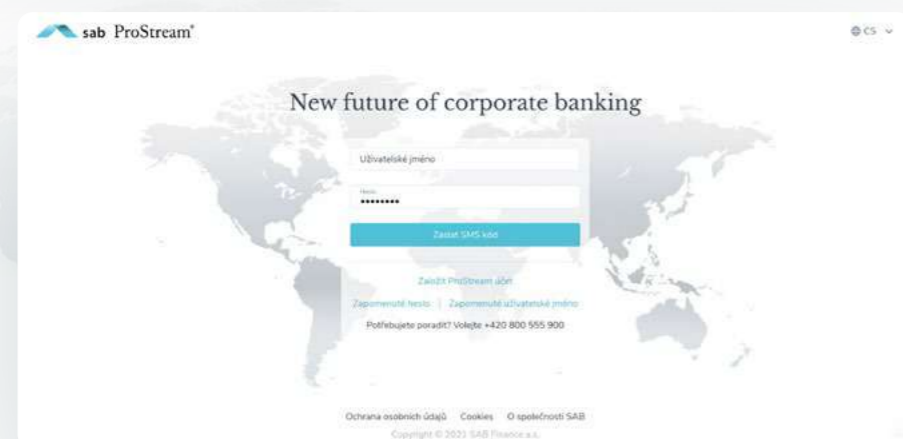 sab ProStream®
CS
New future of corporate banking
Uživatelské jméno
Heslo
••••••••
Zaslat SMS kód
Založit ProStream účet
Zapomenuté heslo | Zapomenuté uživatelské jméno
Potřebujete poradit? Volejte +420 800 555 900
Ochrana osobních údajů Cookies O společnosti SAB
Copyright © 2021 SAB Finance a.s.